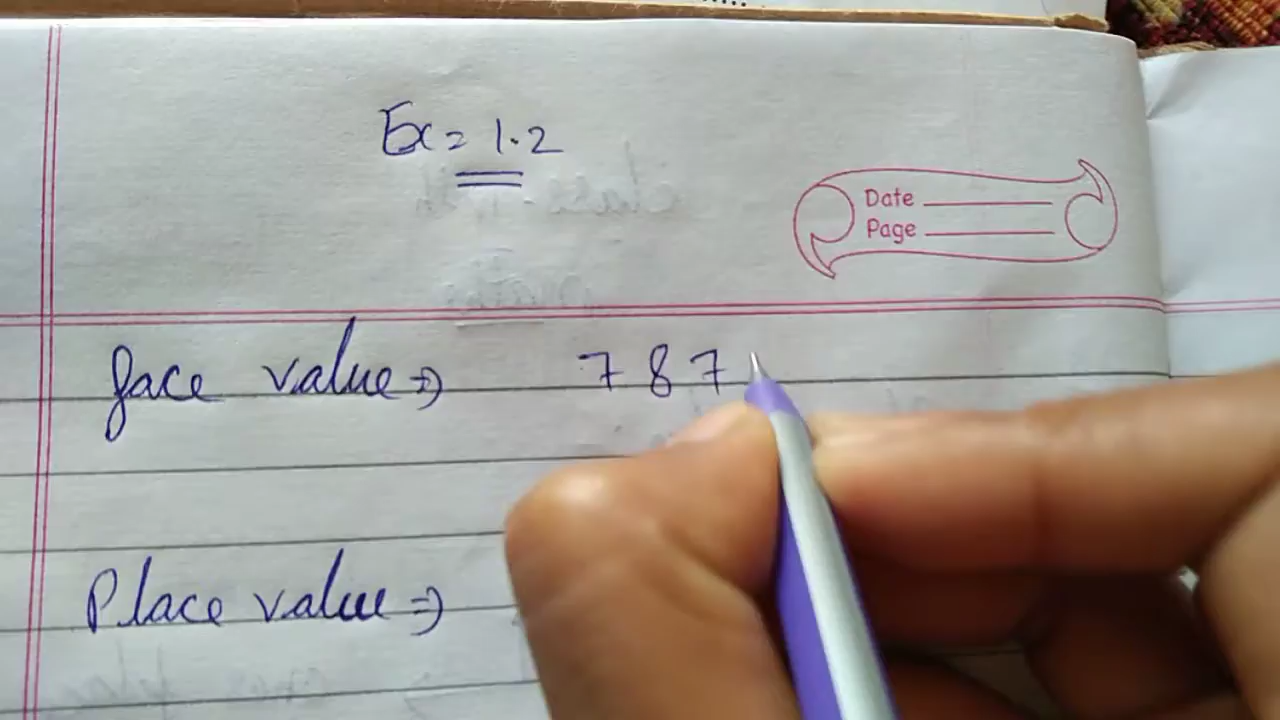 Ex = 1.2
Date
Page
face value ⇒ 787
Place value ⇒